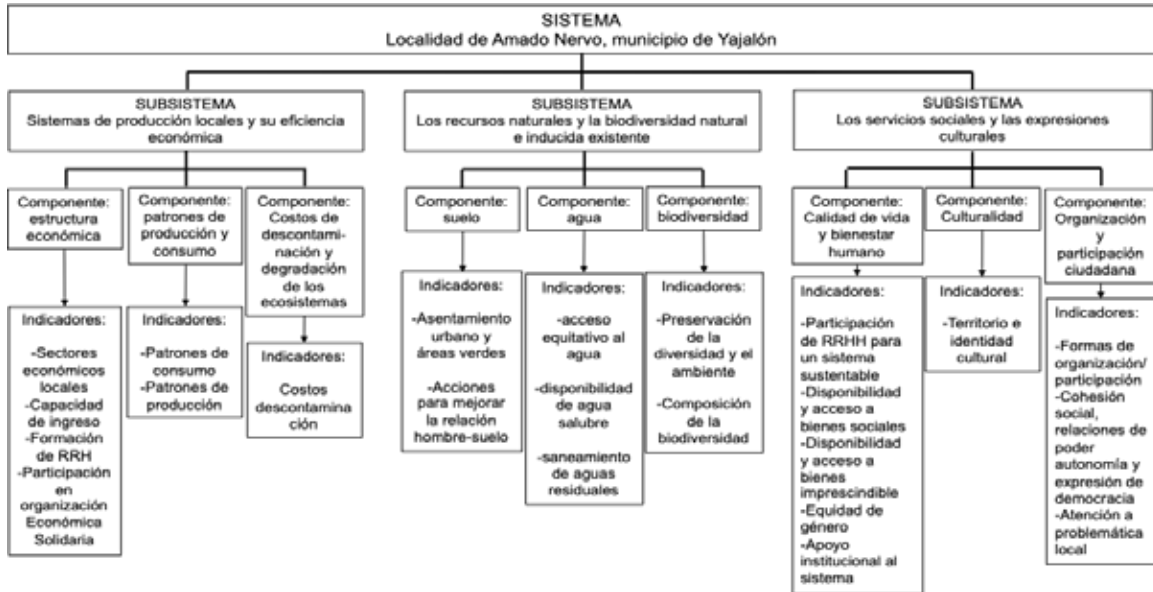 SISTEMA
Localidad de Amado Nervo, municipio de Yajalón
SUBSISTEMA
Sistemas de producción locales y su eficiencia
económica
SUBSISTEMA
Los recursos naturales y la biodiversidad natural
e inducida existente
SUBSISTEMA
Los servicios sociales y las expresiones
culturales
Componente:
estructura
económica
Componente:
patrones de
producción y
consumo
Componente:
Costos de
descontami-
nación y
degradación
de los
ecosistemas
Componente:
suelo
Componente:
agua
Componente:
biodiversidad
Componente:
Calidad de vida
y bienestar
humano
Componente:
Culturalidad
Componente:
Organización
y
participación
ciudadana
Indicadores:
-Sectores
económicos
locales
-Capacidad
de ingreso
-Formación
de RRH
-Participación
en
organización
Económica
Solidaria
Indicadores:
-Patrones de
consumo
-Patrones de
producción
Indicadores:
Costos
descontamina
ción
Indicadores:
-Asentamiento
urbano y
áreas verdes
-Acciones
para mejorar
la relación
hombre-suelo
Indicadores:
-acceso
equitativo al
agua
-disponibilidad
de agua
salubre
-saneamiento
de aguas
residuales
Indicadores:
-Preservación
de la
diversidad y el
ambiente
-Composición
de la
biodiversidad
Indicadores:
-Participación
de RRHH para
un sistema
sustentable
-Disponibilidad
y acceso a
bienes sociales
-Disponibilidad
y acceso a
bienes
imprescindible
-Equidad de
género
-Apoyo
institucional al
sistema
Indicadores:
-Territorio e
identidad
cultural
Indicadores:
-Formas de
organización/
participación
-Cohesión
social,
relaciones de
poder
autonomía y
expresión de
democracia
-Atención a
problemática
local